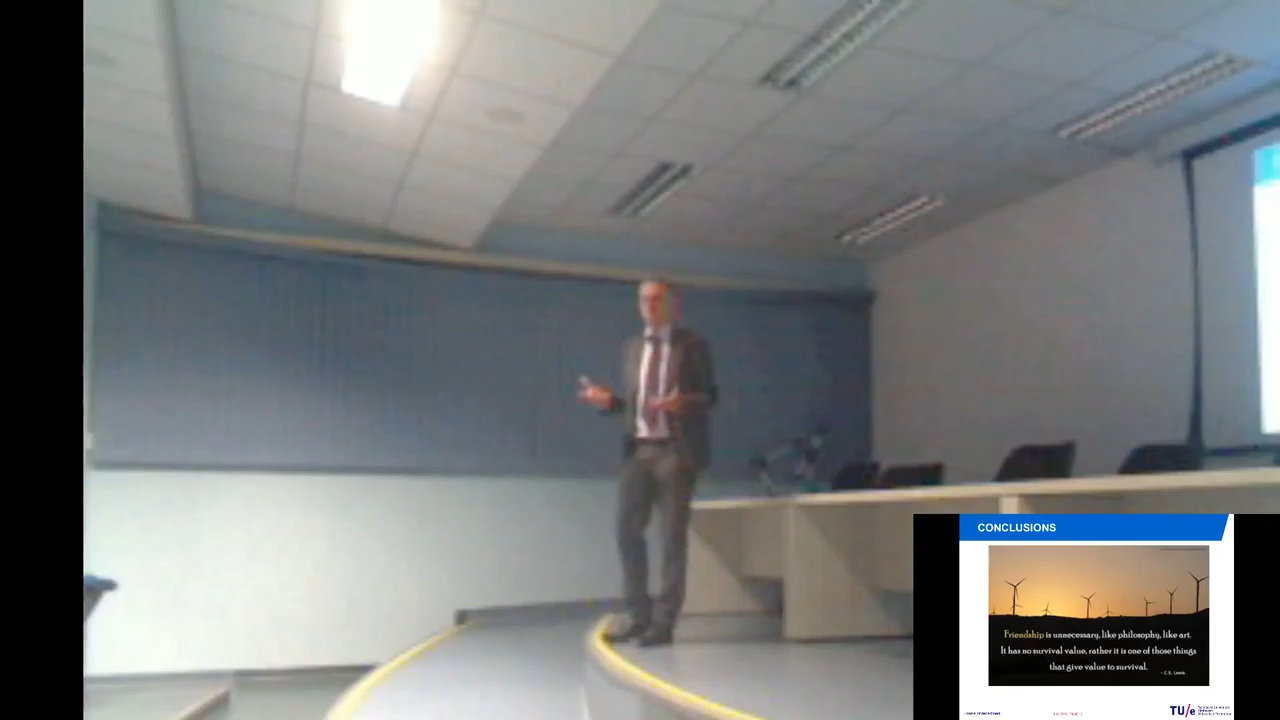 CONCLUSIONS
Friendship is unnecessary, like philosophy, like art.
It has no survival value, rather it is one of those things
that give value to survival.
- C.S. Lewis
TU/e